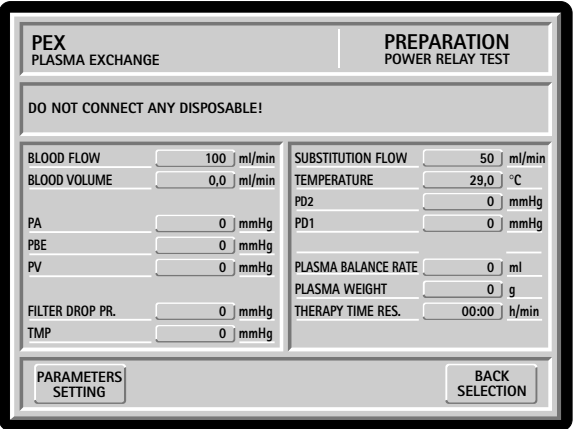 PEX
PLASMA EXCHANGE
PREPARATION
POWER RELAY TEST
DO NOT CONNECT ANY DISPOSABLE!
BLOOD FLOW 100 ml/min
BLOOD VOLUME 0,0 ml/min
PA 0 mmHg
PBE 0 mmHg
PV 0 mmHg
FILTER DROP PR. 0 mmHg
TMP 0 mmHg
SUBSTITUTION FLOW 50 ml/min
TEMPERATURE 29,0 °C
PD2 0 mmHg
PD1 0 mmHg
PLASMA BALANCE RATE 0 ml
PLASMA WEIGHT 0 g
THERAPY TIME RES. 00:00 h/min
PARAMETERS
SETTING
BACK
SELECTION